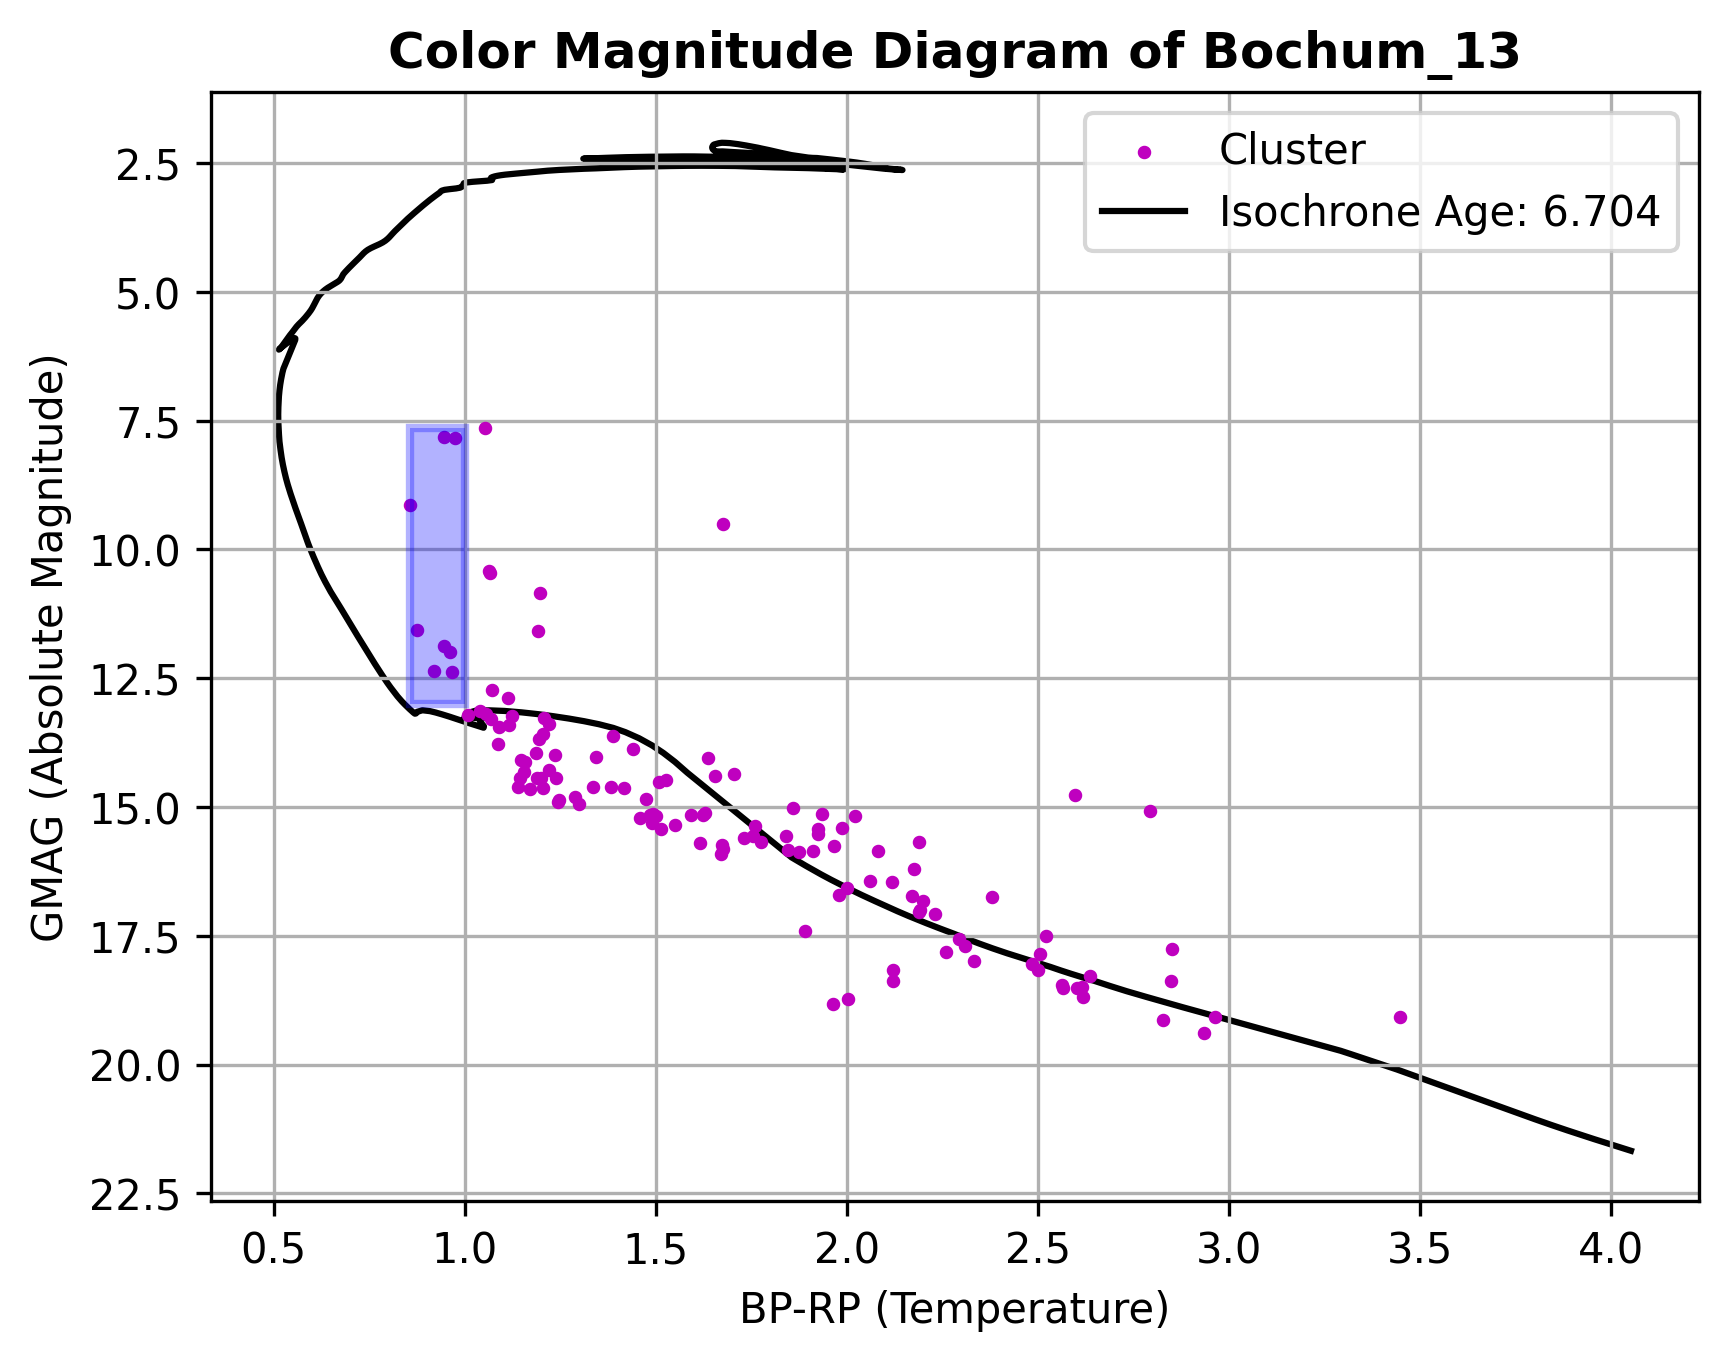 Color Magnitude Diagram of Bochum_13
Cluster
Isochrone Age: 6.704
GMAG (Absolute Magnitude)
2.5
5.0
7.5
10.0
12.5
15.0
17.5
20.0
22.5
0.5 1.0 1.5 2.0 2.5 3.0 3.5 4.0
BP-RP (Temperature)